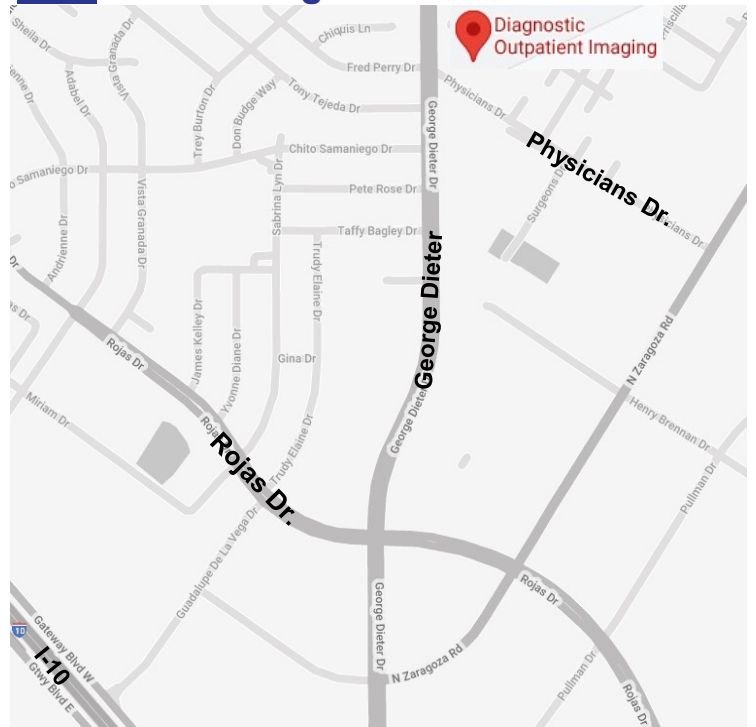 Diagnostic
Outpatient Imaging
Chiquis Ln
Sheila Dr
Vista Granada Dr
Adabel Dr
Fred Perry Dr
Physicians Dr
Tony Tejeda Dr
Trey Burton Dr
Don Budge Way
George Dieter Dr
Physicians Dr.
Chito Samaniego Dr
Samaniego Dr
Sabrina Lyn Dr
Pete Rose Dr
Surgeons Dr
Vista Granada Dr
Andrienne Dr
Taffy Bagley Dr
Trudy Elaine Dr
George Dieter
James Kelley Dr
Yvonne Diane Dr
Gina Dr
N Zaragoza Rd
Rojas Dr
Miriam Dr
Henry Brennan Dr
George Dieter
Rojas Dr.
Trudy Elaine Dr
Pullman Dr
Guadalupe De La Vega Dr
George Dieter Dr
Rojas Dr
10
Gateway Blvd W
I-10
Gtwy Blvd E
N Zaragoza Rd
Pullman Dr
Rojas Dr